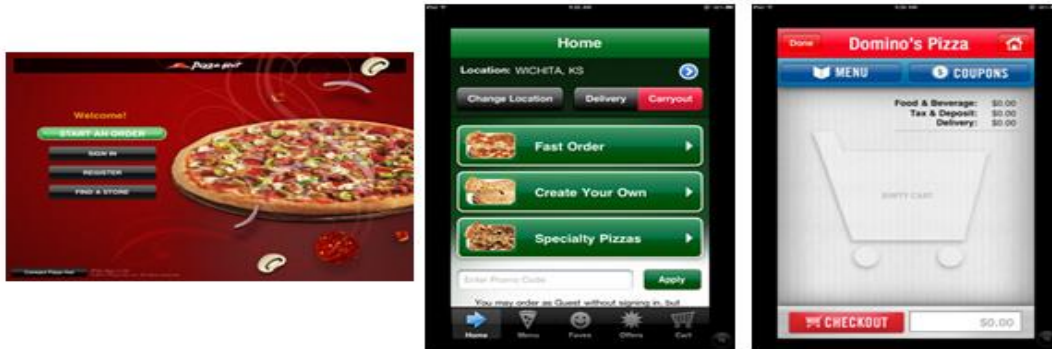 Pizza Hut
Welcome!
START AN ORDER
SIGN IN
REGISTER
FIND A STORE
Home
Location: WICHITA, KS
Change Location
Delivery
Carryout
Fast Order
Create Your Own
Specialty Pizzas
Enter Promo Code
Apply
You may order as Guest without signing in, but
Home
Menu
Faves
Offers
Cart
Done
Domino's Pizza
MENU
COUPONS
Food & Beverage: $0.00
Tax & Deposit: $0.00
Delivery: $0.00
EMPTY CART
CHECKOUT
$0.00